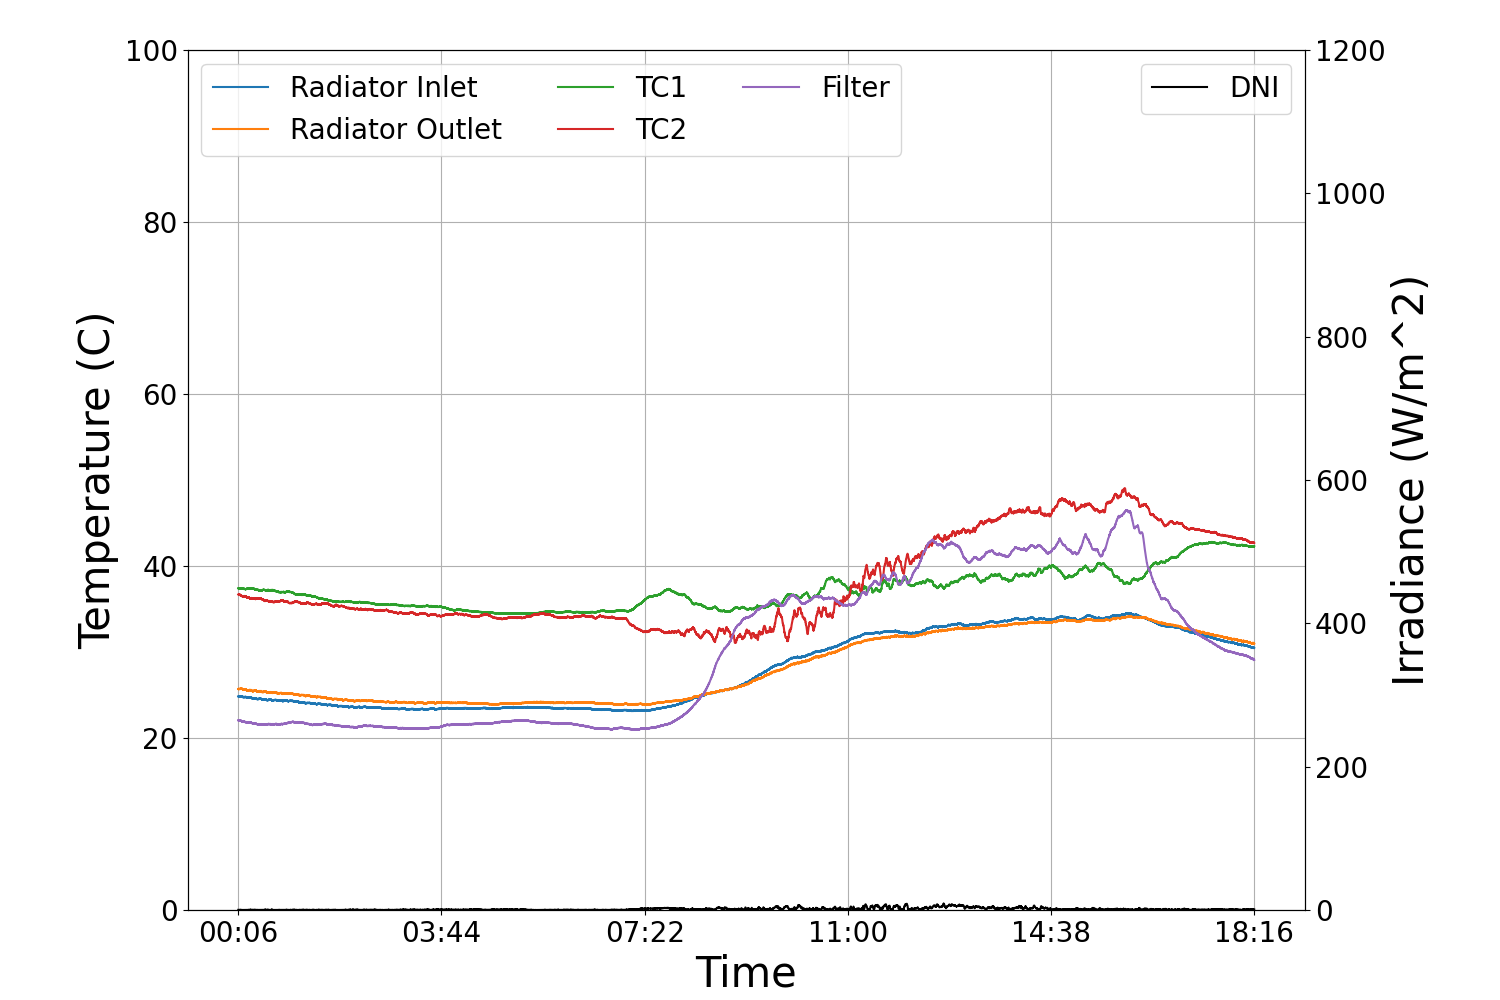 Radiator Inlet
Radiator Outlet
TC1
TC2
Filter
DNI
100
80
60
40
20
0
Temperature (C)
1200
1000
800
600
400
200
0
Irradiance (W/m^2)
00:06 03:44 07:22 11:00 14:38 18:16
Time